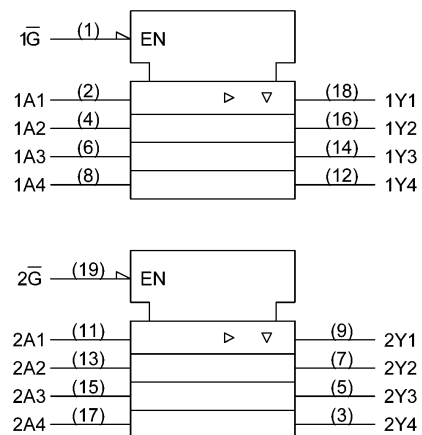 1G̅ (1) EN
1A1 (2) (18) 1Y1
1A2 (4) (16) 1Y2
1A3 (6) (14) 1Y3
1A4 (8) (12) 1Y4
2G̅ (19) EN
2A1 (11) (9) 2Y1
2A2 (13) (7) 2Y2
2A3 (15) (5) 2Y3
2A4 (17) (3) 2Y4